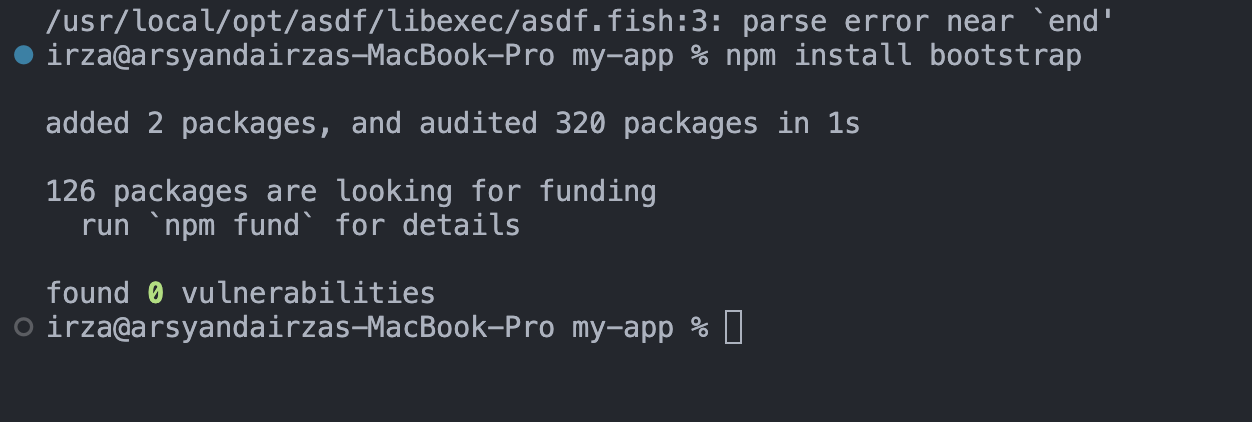 /usr/local/opt/asdf/libexec/asdf.fish:3: parse error near `end'
irza@arsyandairzas-MacBook-Pro my-app % npm install bootstrap
added 2 packages, and audited 320 packages in 1s
126 packages are looking for funding
run `npm fund` for details
found 0 vulnerabilities
irza@arsyandairzas-MacBook-Pro my-app %